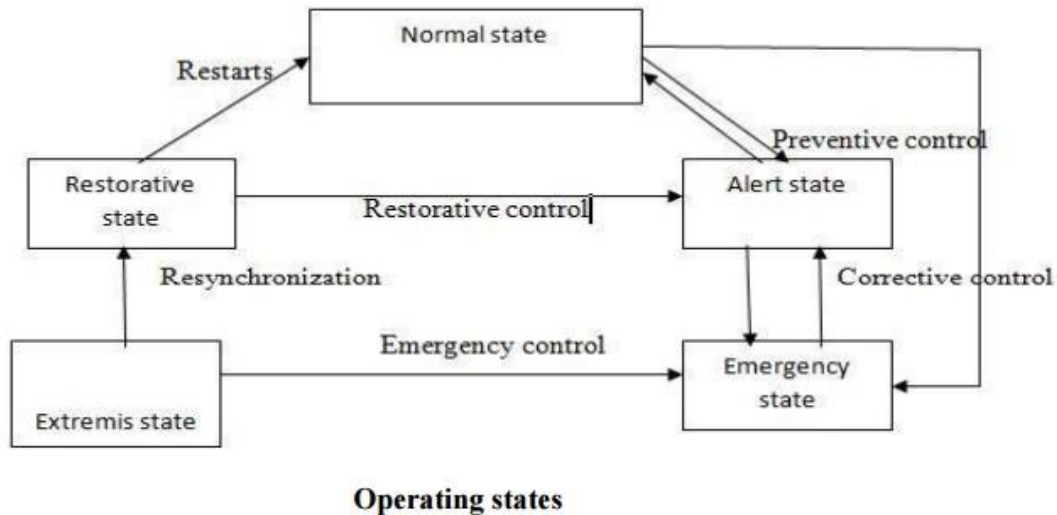 Normal state
Restarts
Preventive control
Restorative
state
Alert state
Restorative control
Resynchronization
Corrective control
Emergency control
Emergency
state
Extremis state
Operating states